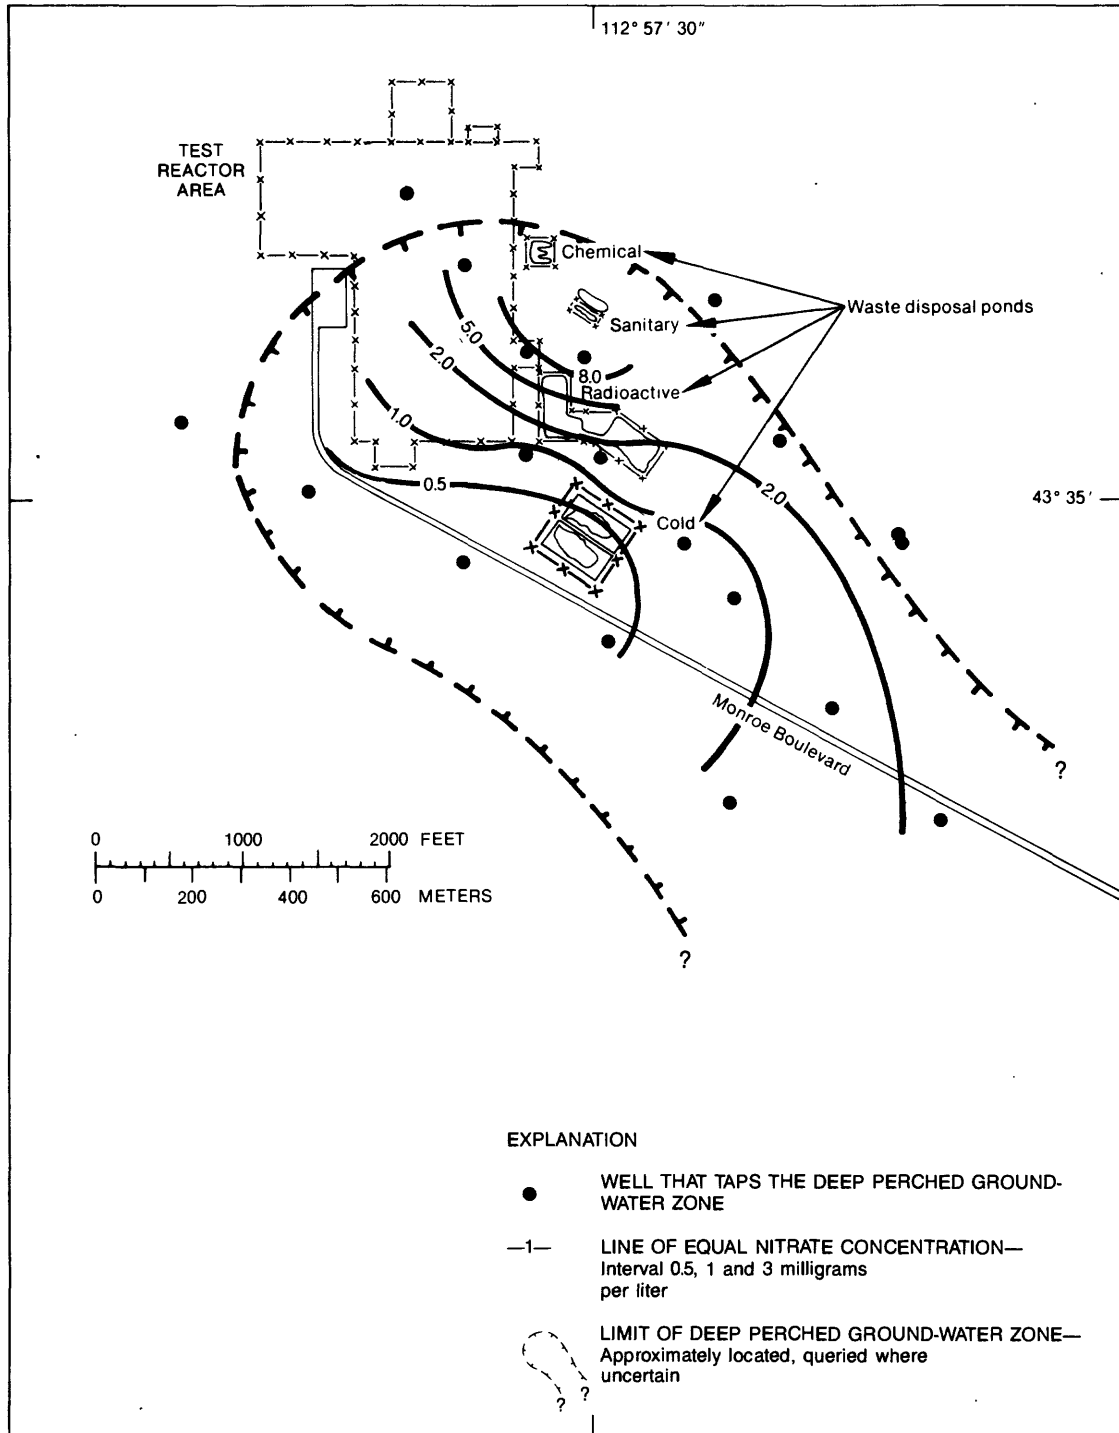 112° 57' 30"
TEST
REACTOR
AREA
Chemical
Waste disposal ponds
Sanitary
5.0
2.0
8.0
Radioactive
1.0
0.5
2.0
43° 35'
Cold
Monroe Boulevard
?
?
0 1000 2000 FEET
0 200 400 600 METERS
EXPLANATION
WELL THAT TAPS THE DEEP PERCHED GROUND-
WATER ZONE
—1— LINE OF EQUAL NITRATE CONCENTRATION—
Interval 0.5, 1 and 3 milligrams
per liter
LIMIT OF DEEP PERCHED GROUND-WATER ZONE—
Approximately located, queried where
uncertain
? ?